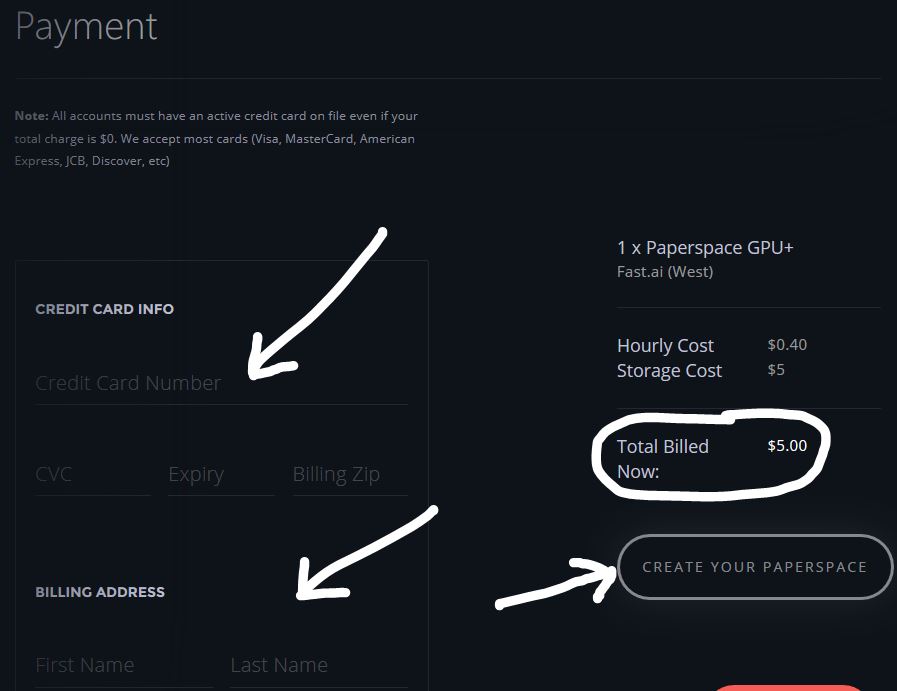 Payment
Note: All accounts must have an active credit card on file even if your
total charge is $0. We accept most cards (Visa, MasterCard, American
Express, JCB, Discover, etc)
CREDIT CARD INFO
Credit Card Number
CVC Expiry Billing Zip
BILLING ADDRESS
First Name Last Name
1 x Paperspace GPU+
Fast.ai (West)
Hourly Cost $0.40
Storage Cost $5
Total Billed $5.00
Now:
CREATE YOUR PAPERSPACE